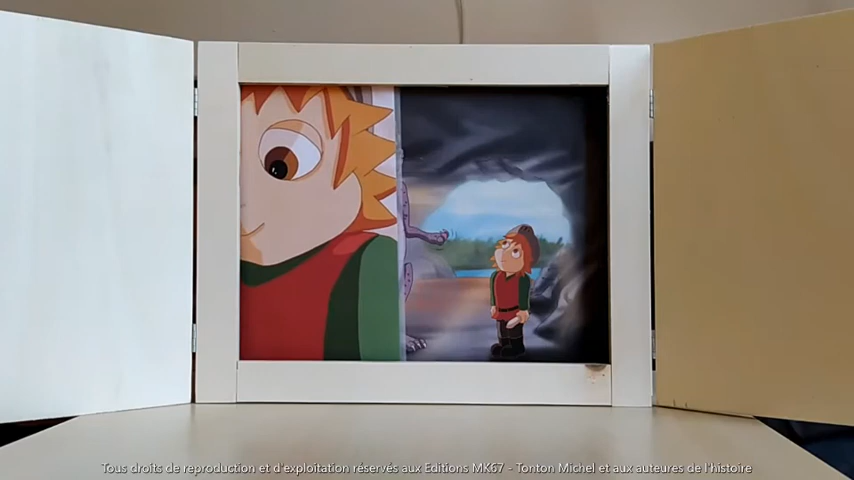 Tous droits de reproduction et d'exploitation réservés aux Editions MK67 - Tonton Michel et aux auteures de l'histoire